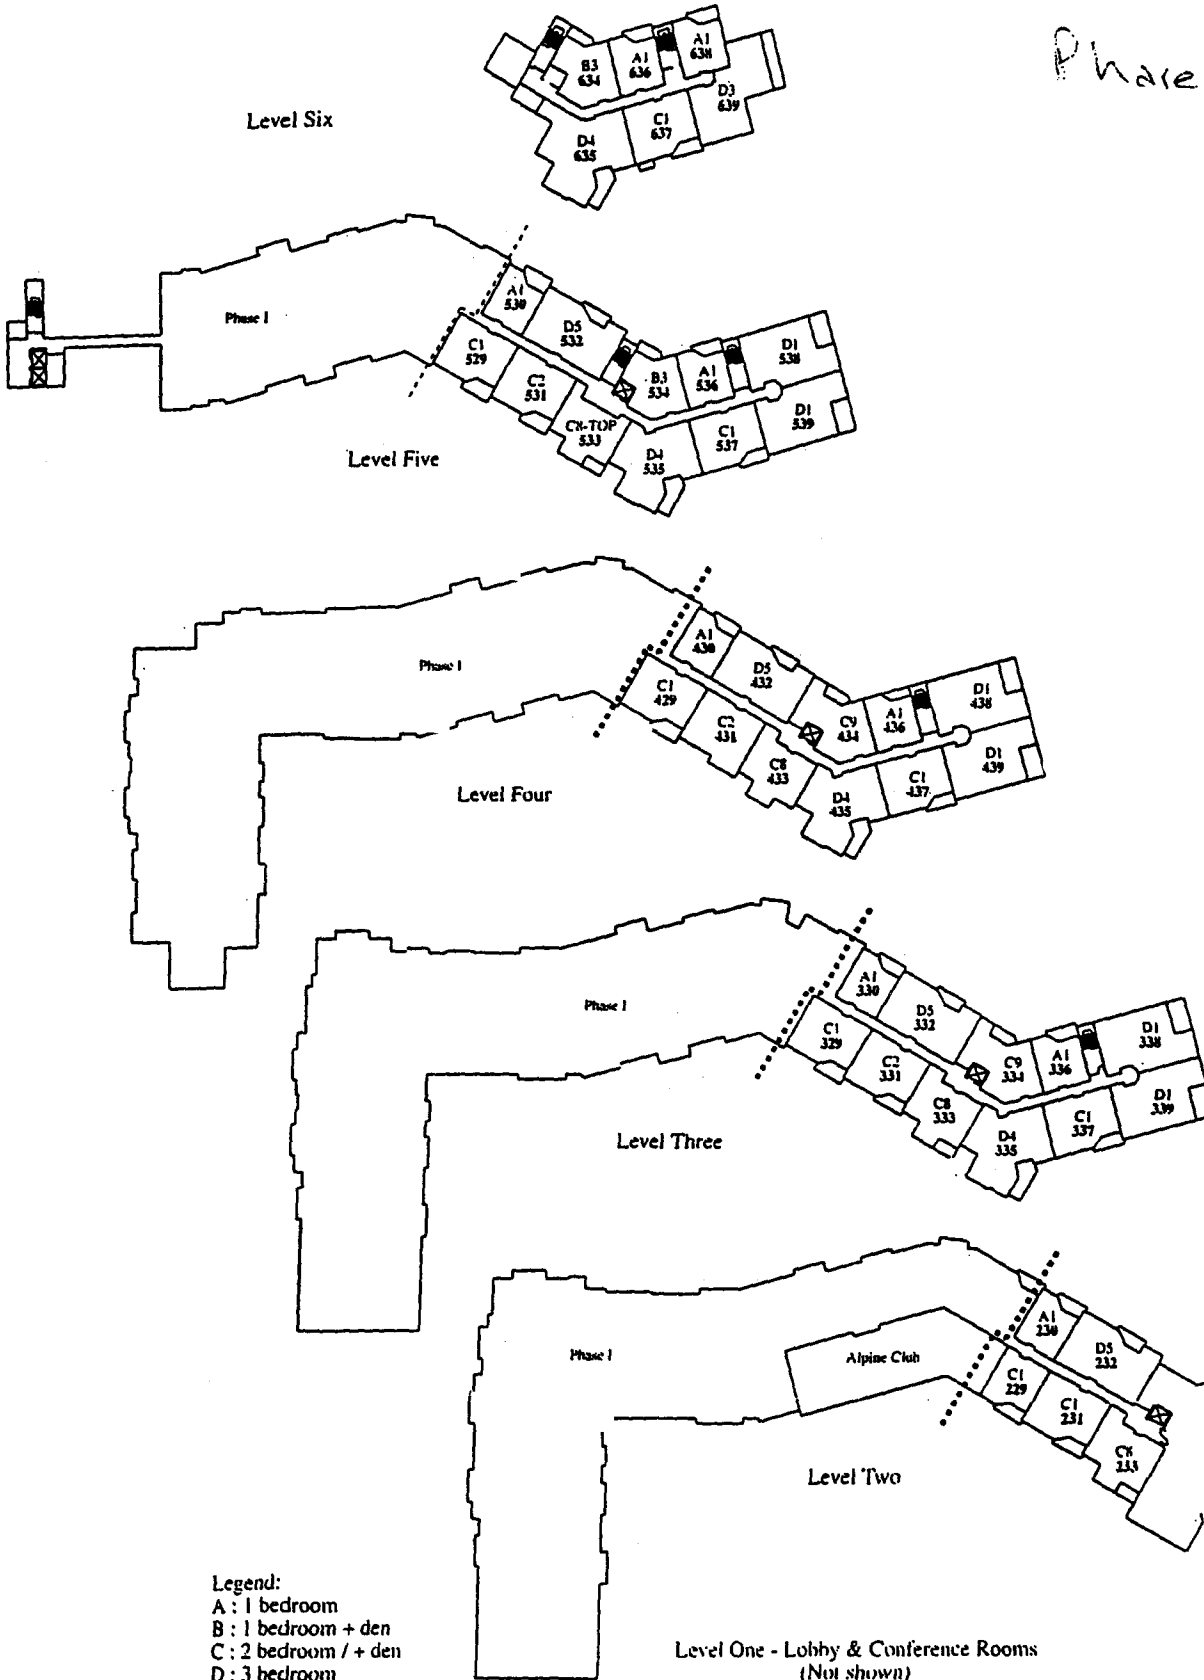 Phase
Level Six
B3
634
A1
636
A1
638
D3
639
C1
637
D4
635
Phase I
A1
530
D5
532
C1
529
C2
531
C8-TOP
533
B3
534
A1
536
D1
538
D1
539
C1
537
D4
535
Level Five
Phase I
A1
430
D5
432
C1
429
C2
431
C8
433
C9
434
A1
436
D1
438
D1
439
C1
437
D4
435
Level Four
Phase I
A1
330
D5
332
C1
329
C2
331
C8
333
C9
334
A1
336
D1
338
D1
339
C1
337
D4
335
Level Three
Phase I
Alpine Club
A1
230
D5
232
C1
229
C1
231
C8
233
Level Two
Legend:
A : 1 bedroom
B : 1 bedroom + den
C : 2 bedroom / + den
D : 3 bedroom
Level One - Lobby & Conference Rooms
(Not shown)